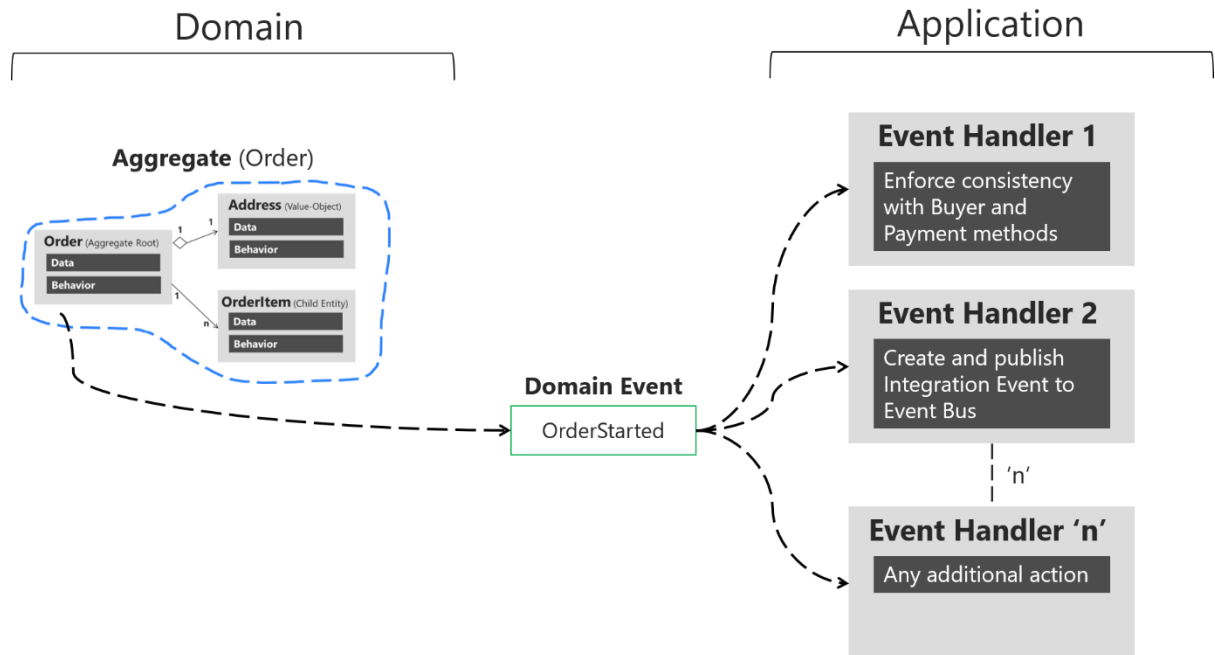 Domain
Application
Aggregate (Order)
Address (Value-Object)
Data
Behavior
1
1
Order (Aggregate Root)
Data
Behavior
1
n
OrderItem (Child Entity)
Data
Behavior
Domain Event
OrderStarted
Event Handler 1
Enforce consistency
with Buyer and
Payment methods
Event Handler 2
Create and publish
Integration Event to
Event Bus
‘n’
Event Handler ‘n’
Any additional action